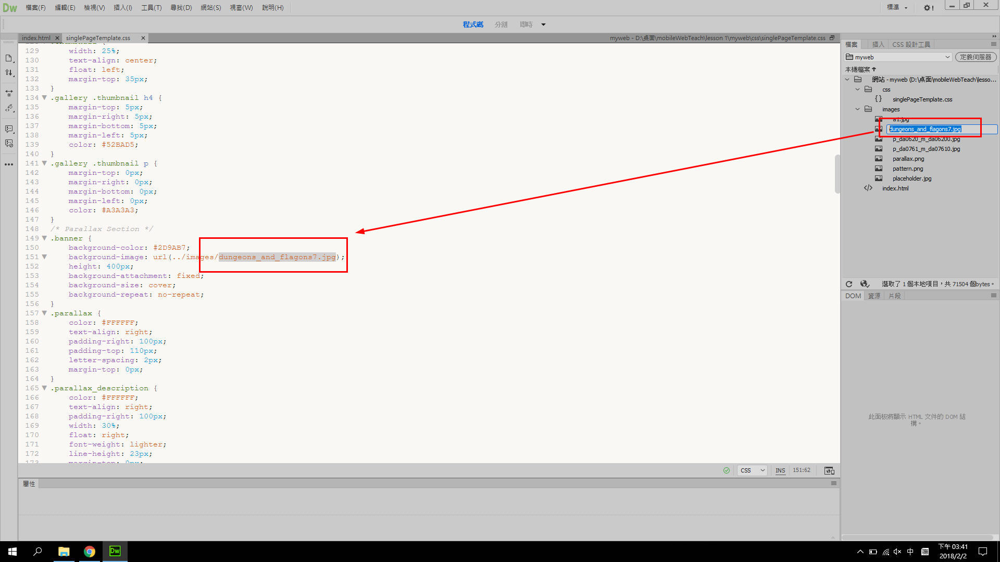 Dw 檔案(F) 編輯(E) 檢視(V) 插入(I) 工具(T) 尋找(D) 網站(S) 視窗(W) 說明(H) 標準
程式碼 分割 即時
index.html singlePageTemplate.css myweb - D:\桌面\mobileWebTeach\lesson 1\myweb\css\singlePageTemplate.css
129 width: 25%;
130 text-align: center;
131 float: left;
132 margin-top: 35px;
133 }
134 .gallery .thumbnail h4 {
135 margin-top: 5px;
136 margin-right: 5px;
137 margin-bottom: 5px;
138 margin-left: 5px;
139 color: #52BAD5;
140 }
141 .gallery .thumbnail p {
142 margin-top: 0px;
143 margin-right: 0px;
144 margin-bottom: 0px;
145 margin-left: 0px;
146 color: #A3A3A3;
147 }
148 /* Parallax Section */
149 .banner {
150 background-color: #2D9AB7;
151 background-image: url(../images/dungeons_and_flagons7.jpg);
152 height: 400px;
153 background-attachment: fixed;
154 background-size: cover;
155 background-repeat: no-repeat;
156 }
157 .parallax {
158 color: #FFFFFF;
159 text-align: right;
160 padding-right: 100px;
161 padding-top: 110px;
162 letter-spacing: 2px;
163 margin-top: 0px;
164 }
165 .parallax_description {
166 color: #FFFFFF;
167 text-align: right;
168 padding-right: 100px;
169 width: 30%;
170 float: right;
171 font-weight: lighter;
172 line-height: 23px;
173 margin-top: 0px;
CSS INS 151:62
屬性
檔案 插入 CSS 設計工具
myweb 定義伺服器
本機檔案
網站 - myweb (D:\桌面\mobileWebTeach\lesso...
css
singlePageTemplate.css
images
a1.jpg
dungeons_and_flagons7.jpg
p_da0620_m_da06200.jpg
p_da0761_m_da07610.jpg
parallax.png
pattern.png
placeholder.jpg
index.html
選取了 1 個本地項目，共 71504 個bytes。
DOM 資源 片段
此面板將顯示 HTML 文件的 DOM 結
構。
Dw 中 下午 03:41
2018/2/2